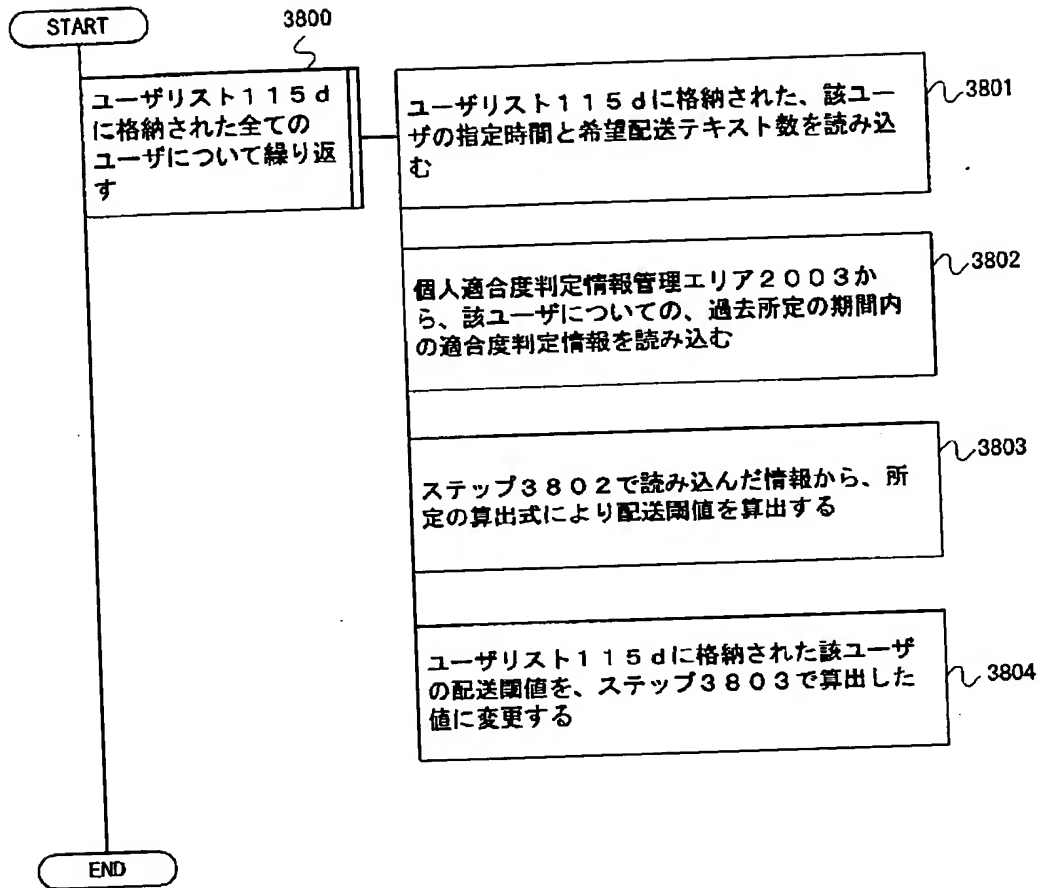 START
3800
ユーザリスト115d
に格納された全ての
ユーザについて繰り返
す
ユーザリスト115dに格納された、該ユー
ザの指定時間と希望配送テキスト数を読み込
む
3801
個人適合度判定情報管理エリア2003か
ら、該ユーザについての、過去所定の期間内
の適合度判定情報を読み込む
3802
ステップ3802で読み込んだ情報から、所
定の算出式により配送閾値を算出する
3803
ユーザリスト115dに格納された該ユーザ
の配送閾値を、ステップ3803で算出した
値に変更する
3804
END